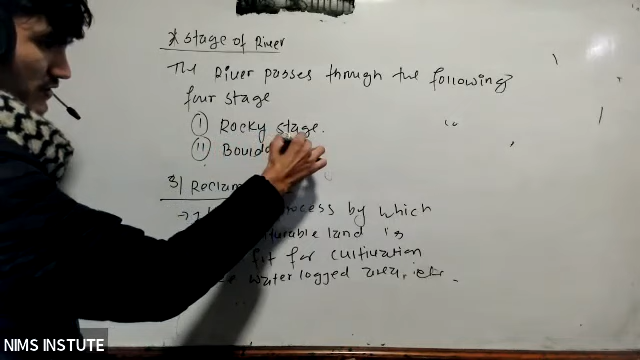 * Stage of River
The River passes through the following
four stage
(i) Rocky stage.
(ii) Bould
3) Reclam
→ process by which
land is
fit for cultivation
water logged area, etc.
NIMS INSTUTE